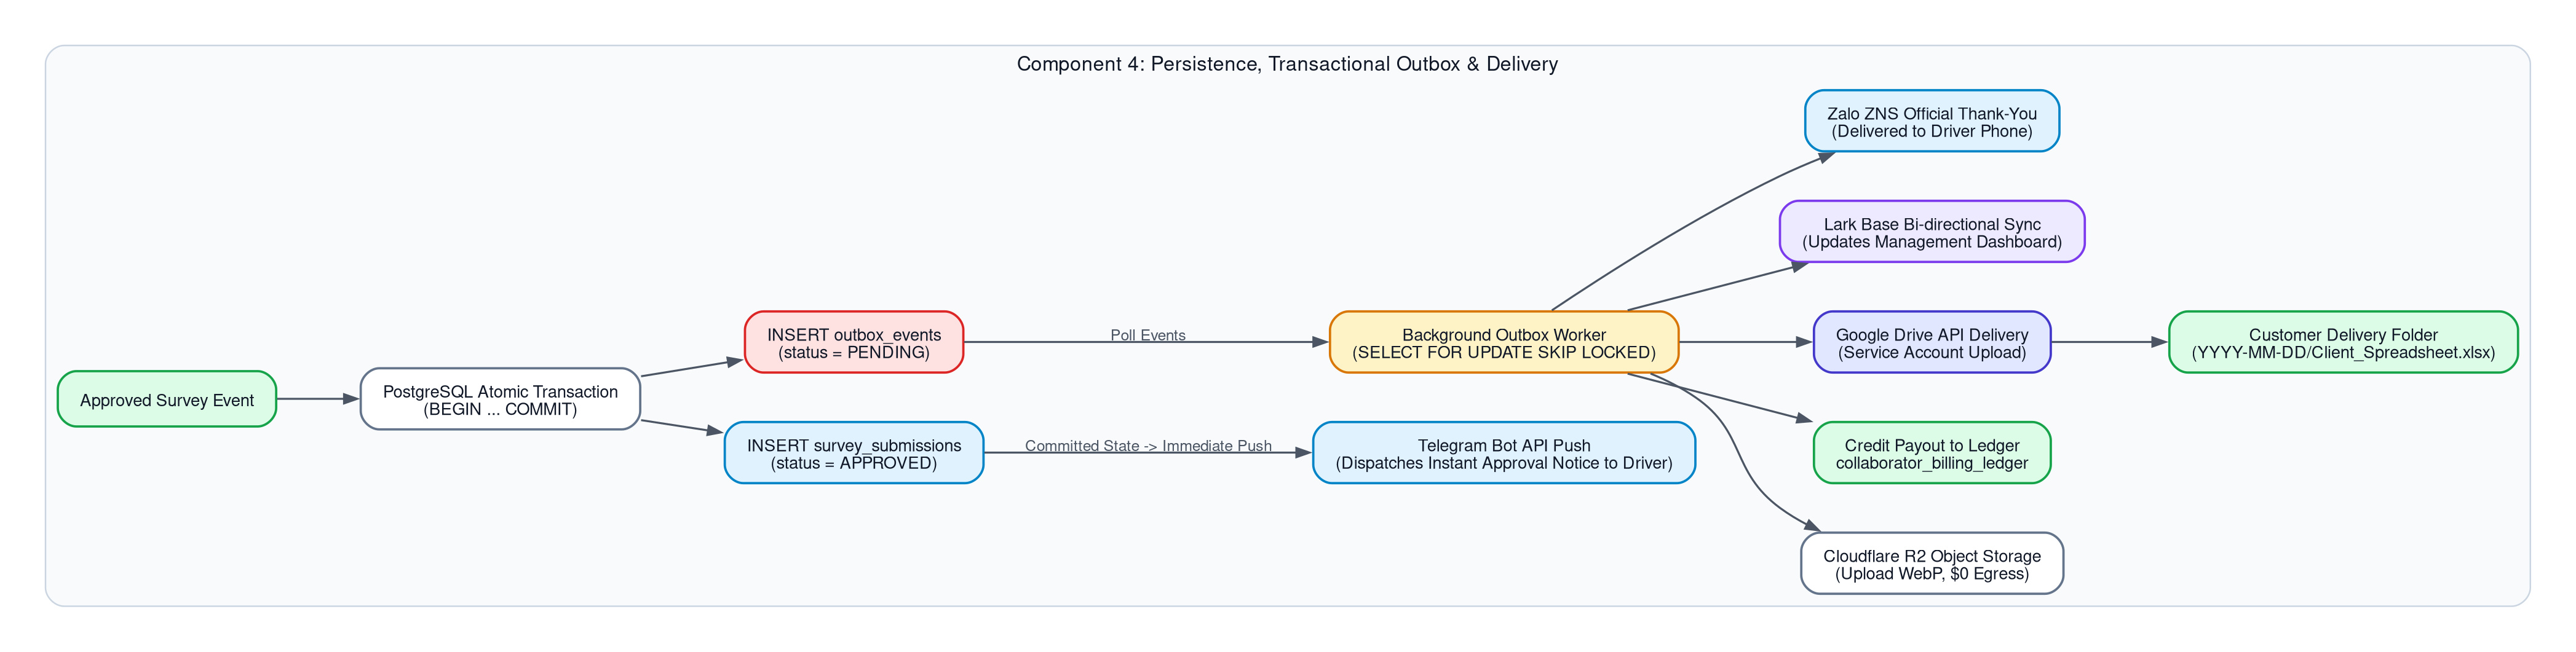 Component 4: Persistence, Transactional Outbox & Delivery
Approved Survey Event
PostgreSQL Atomic Transaction
(BEGIN ... COMMIT)
INSERT outbox_events
(status = PENDING)
INSERT survey_submissions
(status = APPROVED)
Poll Events
Committed State -> Immediate Push
Background Outbox Worker
(SELECT FOR UPDATE SKIP LOCKED)
Telegram Bot API Push
(Dispatches Instant Approval Notice to Driver)
Zalo ZNS Official Thank-You
(Delivered to Driver Phone)
Lark Base Bi-directional Sync
(Updates Management Dashboard)
Google Drive API Delivery
(Service Account Upload)
Credit Payout to Ledger
collaborator_billing_ledger
Cloudflare R2 Object Storage
(Upload WebP, $0 Egress)
Customer Delivery Folder
(YYYY-MM-DD/Client_Spreadsheet.xlsx)